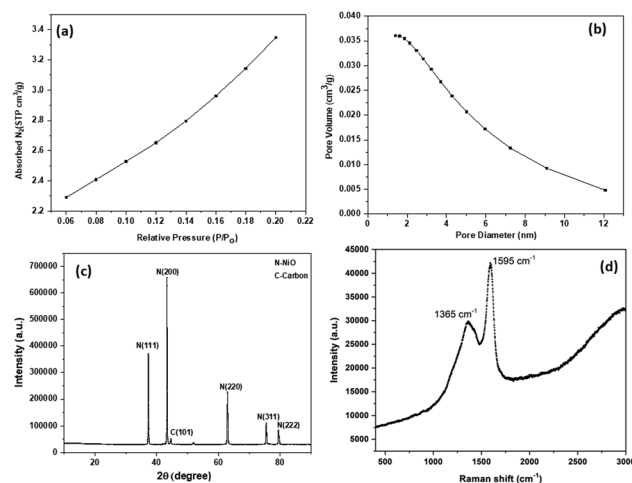 (a)
Absorbed N₂(STP cm³/g)
3.4
3.2
3.0
2.8
2.6
2.4
2.2
0.06 0.08 0.10 0.12 0.14 0.16 0.18 0.20 0.22
Relative Pressure (P/Po)
(b)
Pore Volume (cm³/g)
0.040
0.035
0.030
0.025
0.020
0.015
0.010
0.005
0.000
0 2 4 6 8 10 12
Pore Diameter (nm)
(c)
N-NiO
C-Carbon
Intensity (a.u.)
700000
600000
500000
400000
300000
200000
100000
0
N(111)
N(200)
C(101)
N(220)
N(311)
N(222)
20 40 60 80
2θ (degree)
(d)
Intensity (a.u.)
45000
40000
35000
30000
25000
20000
15000
10000
5000
1365 cm⁻¹
1595 cm⁻¹
500 1000 1500 2000 2500 3000
Raman shift (cm⁻¹)